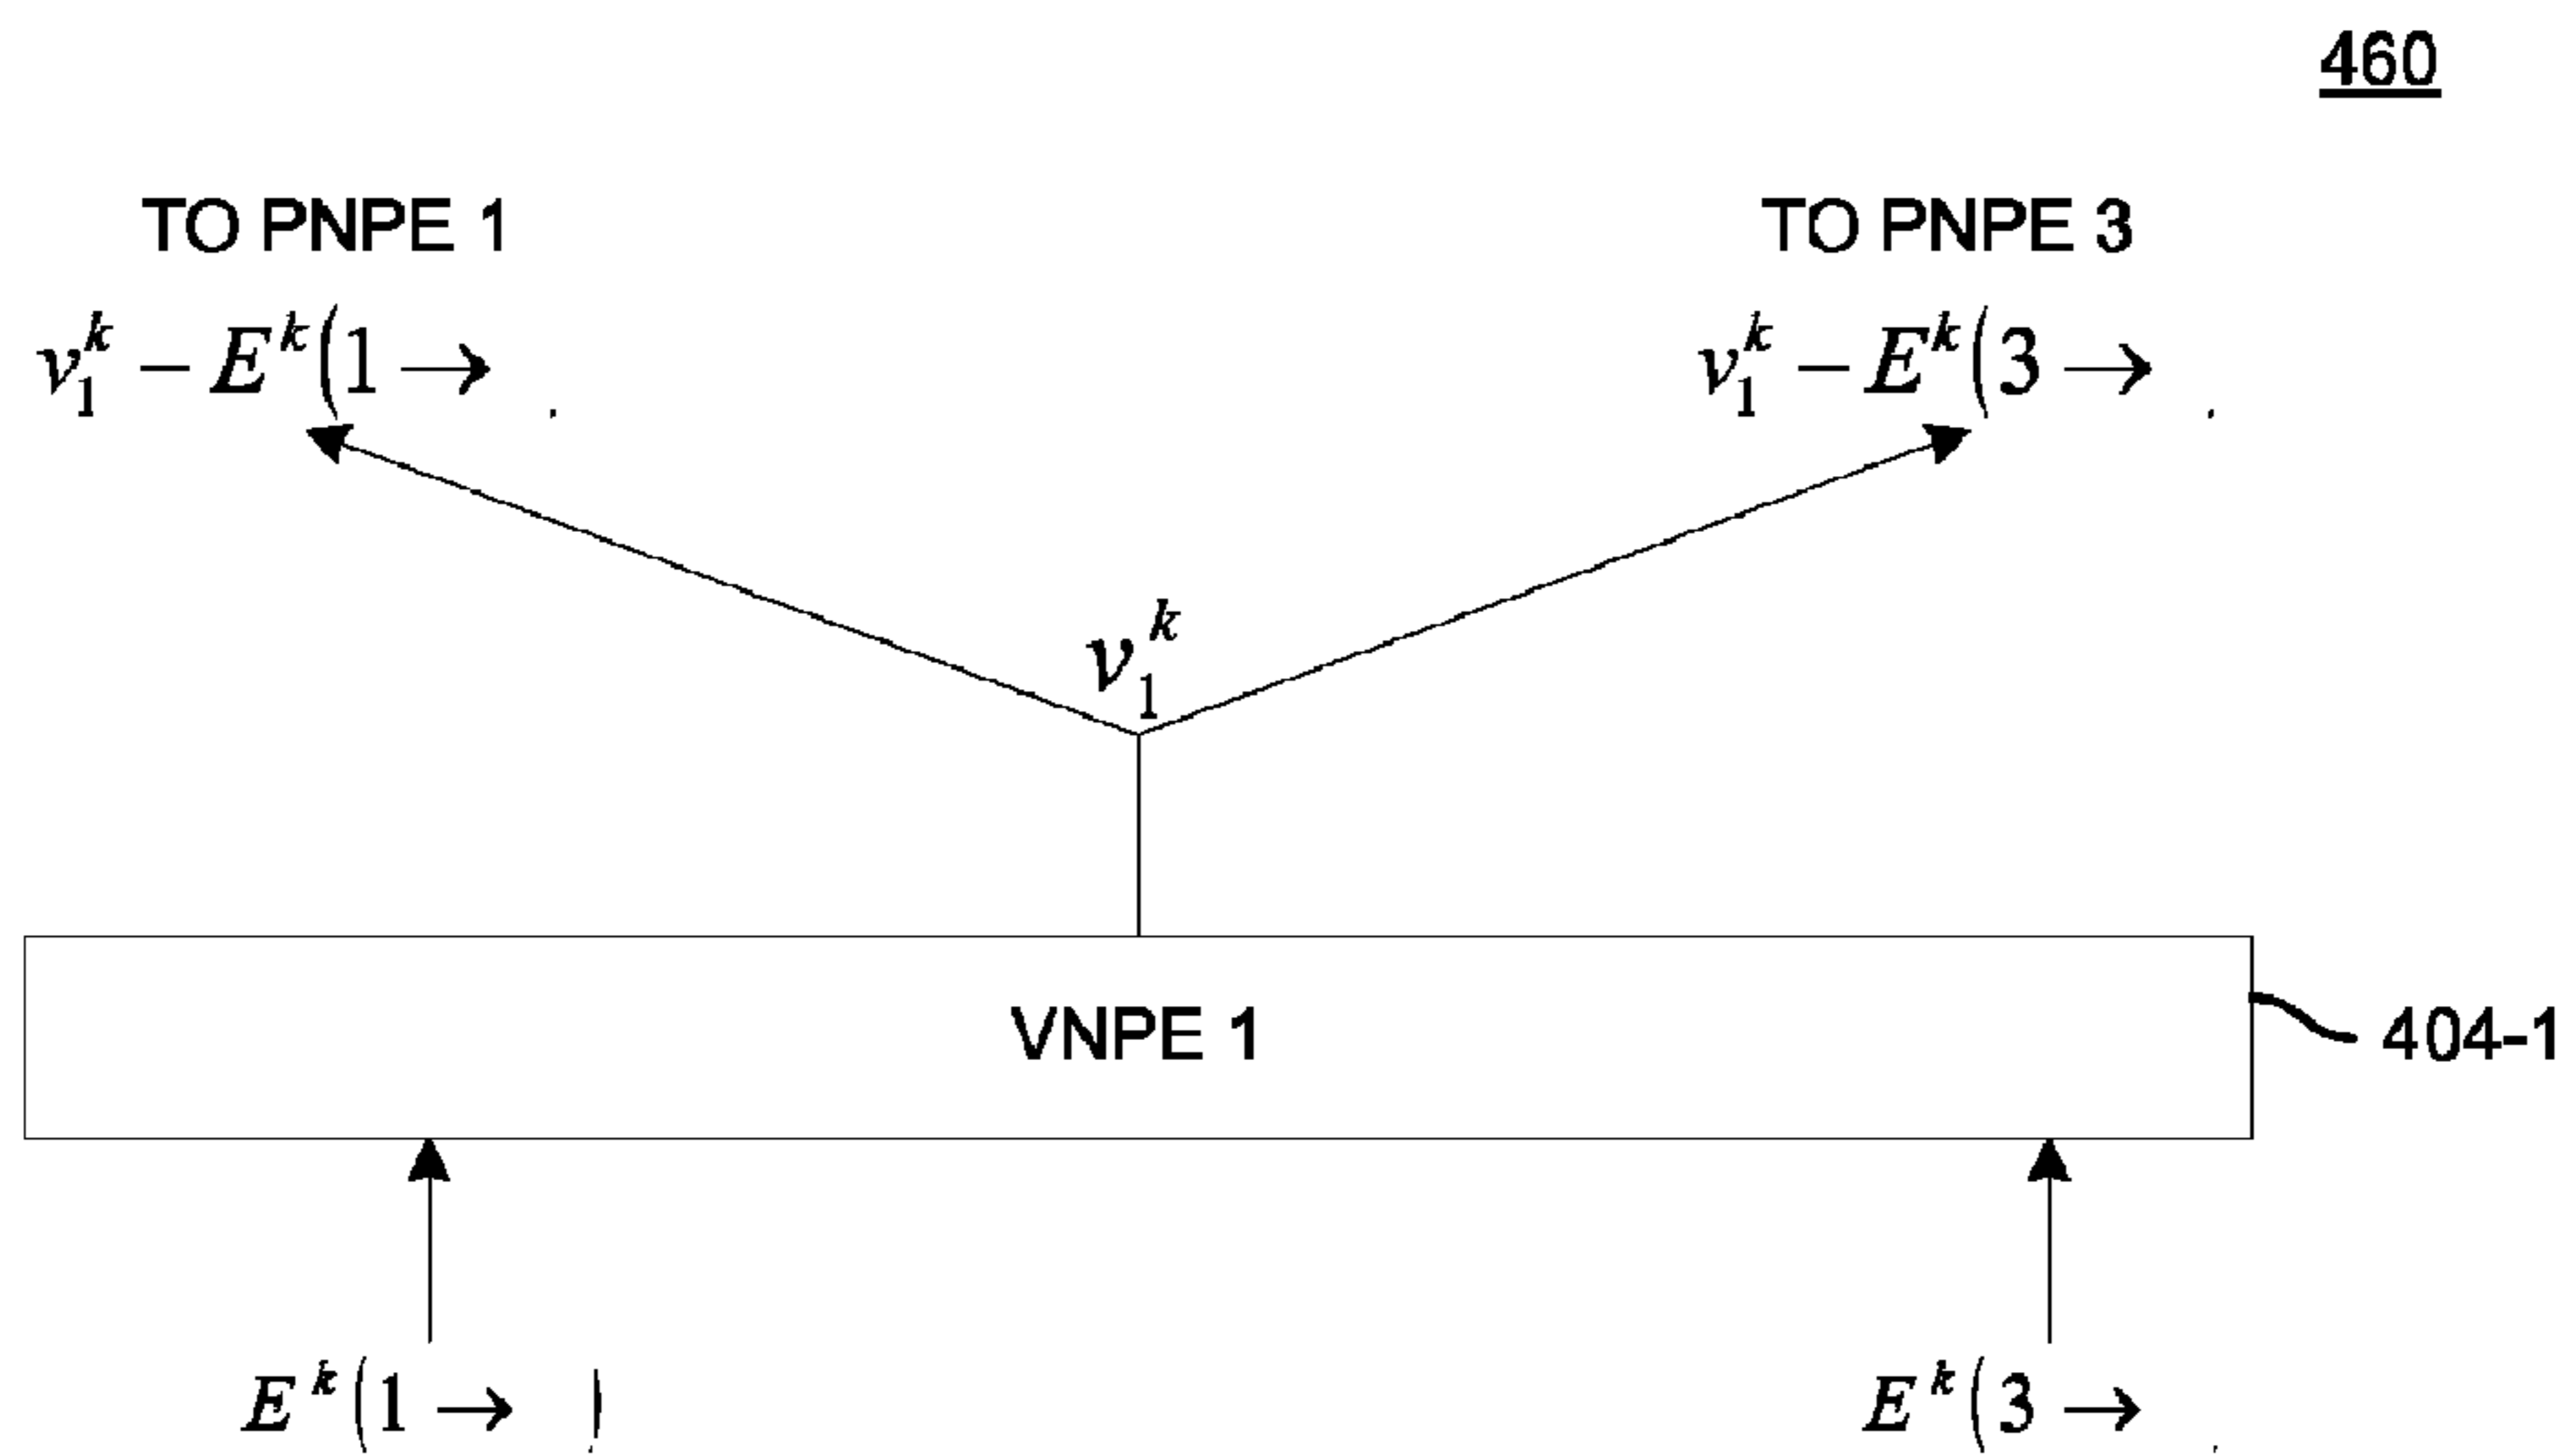 460
TO PNPE 1 TO PNPE 3
v₁ᵏ − Eᵏ(1 → v₁ᵏ − Eᵏ(3 →
v₁ᵏ
VNPE 1
404-1
Eᵏ(1 → ) Eᵏ(3 →